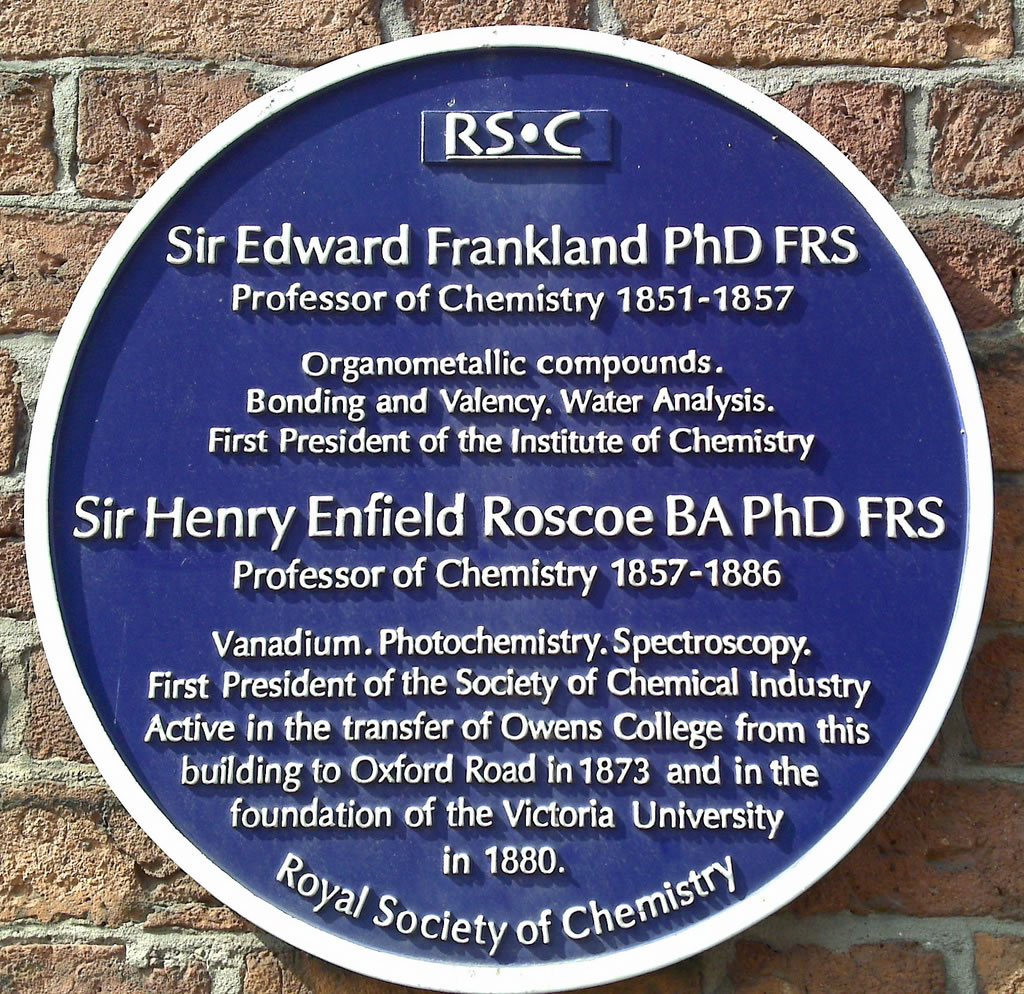 RS•C
Sir Edward Frankland PhD FRS
Professor of Chemistry 1851-1857
Organometallic compounds.
Bonding and Valency. Water Analysis.
First President of the Institute of Chemistry
Sir Henry Enfield Roscoe BA PhD FRS
Professor of Chemistry 1857-1886
Vanadium. Photochemistry. Spectroscopy.
First President of the Society of Chemical Industry
Active in the transfer of Owens College from this
building to Oxford Road in 1873 and in the
foundation of the Victoria University
in 1880.
Royal Society of Chemistry